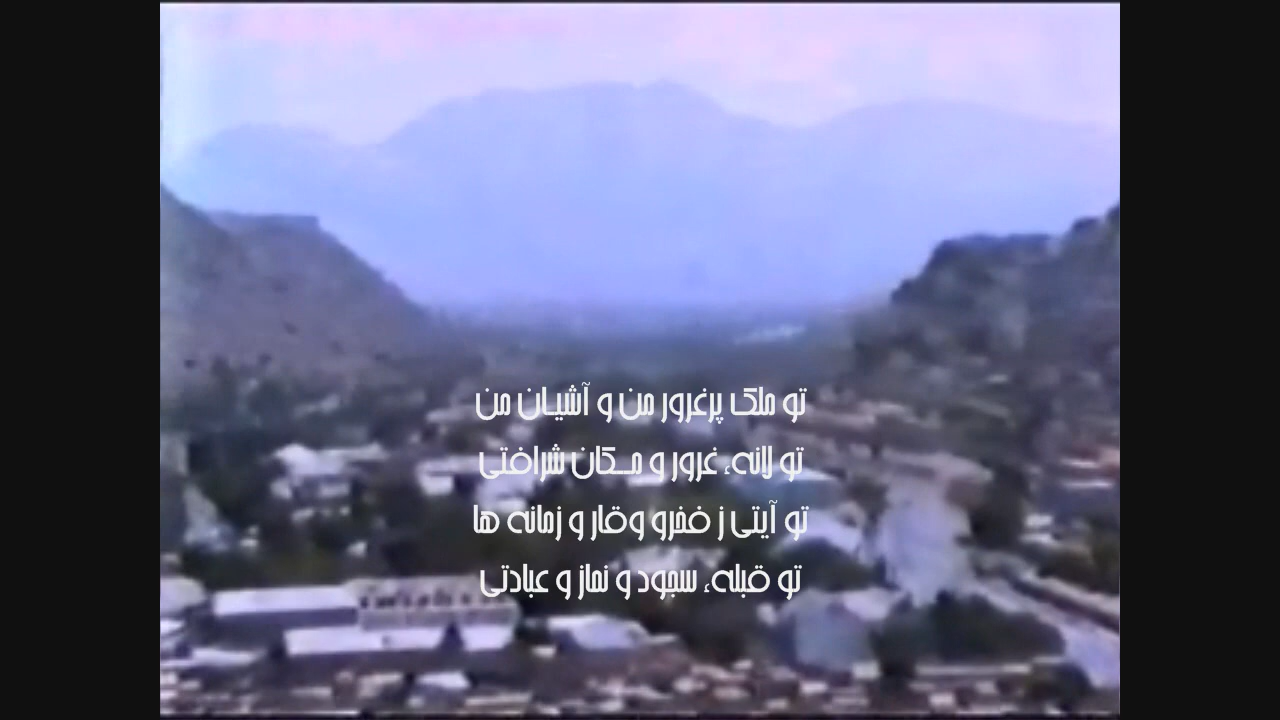 تو ملک پرغرور من و آشیان من
تو لانه، غرور و مکان شرافتی
تو آیتی ز فخرو وقار و زمانه ها
تو قبله، سجود و نماز و عبادتی